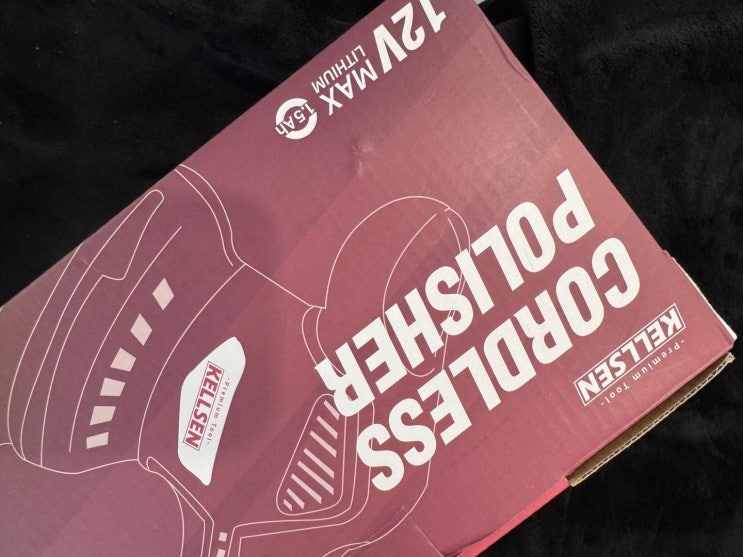 KELLSEN
-Premium Tool-
CORDLESS
POLISHER
12V MAX
LITHIUM
1.5Ah
-Premium Tool-
KELLSEN